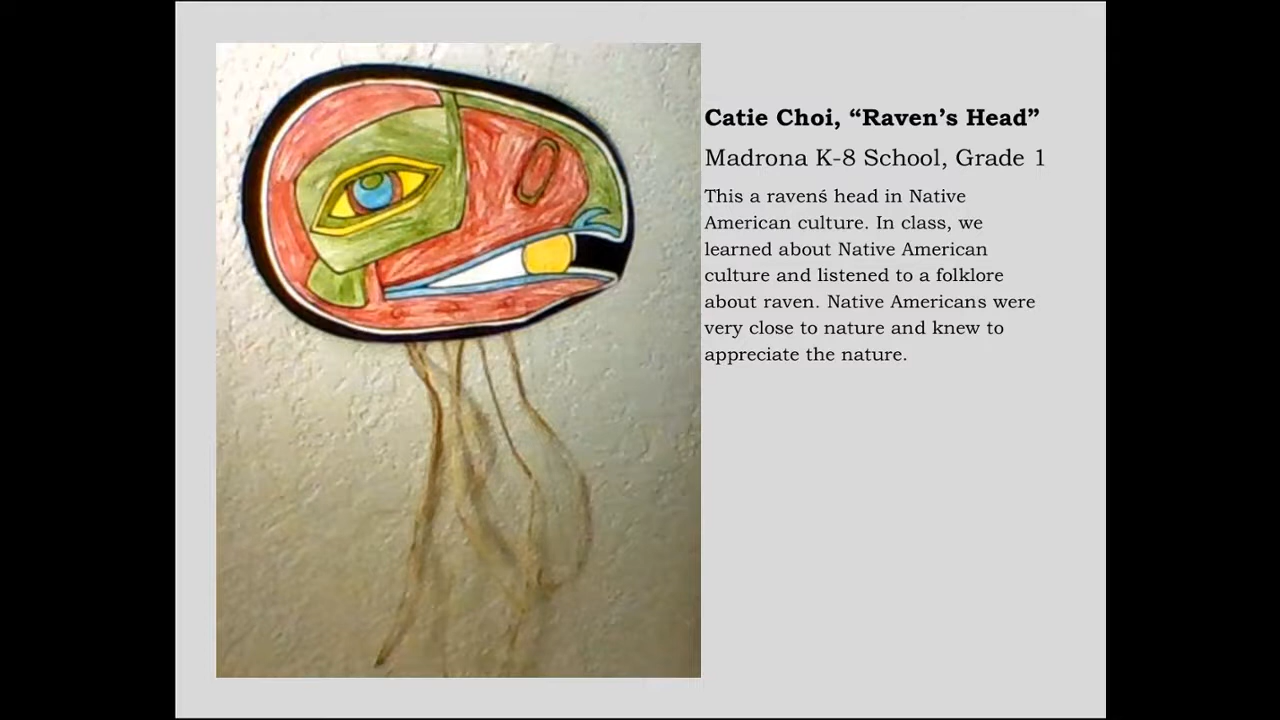 Catie Choi, “Raven’s Head”
Madrona K-8 School, Grade 1
This a ravenś head in Native
American culture. In class, we
learned about Native American
culture and listened to a folklore
about raven. Native Americans were
very close to nature and knew to
appreciate the nature.